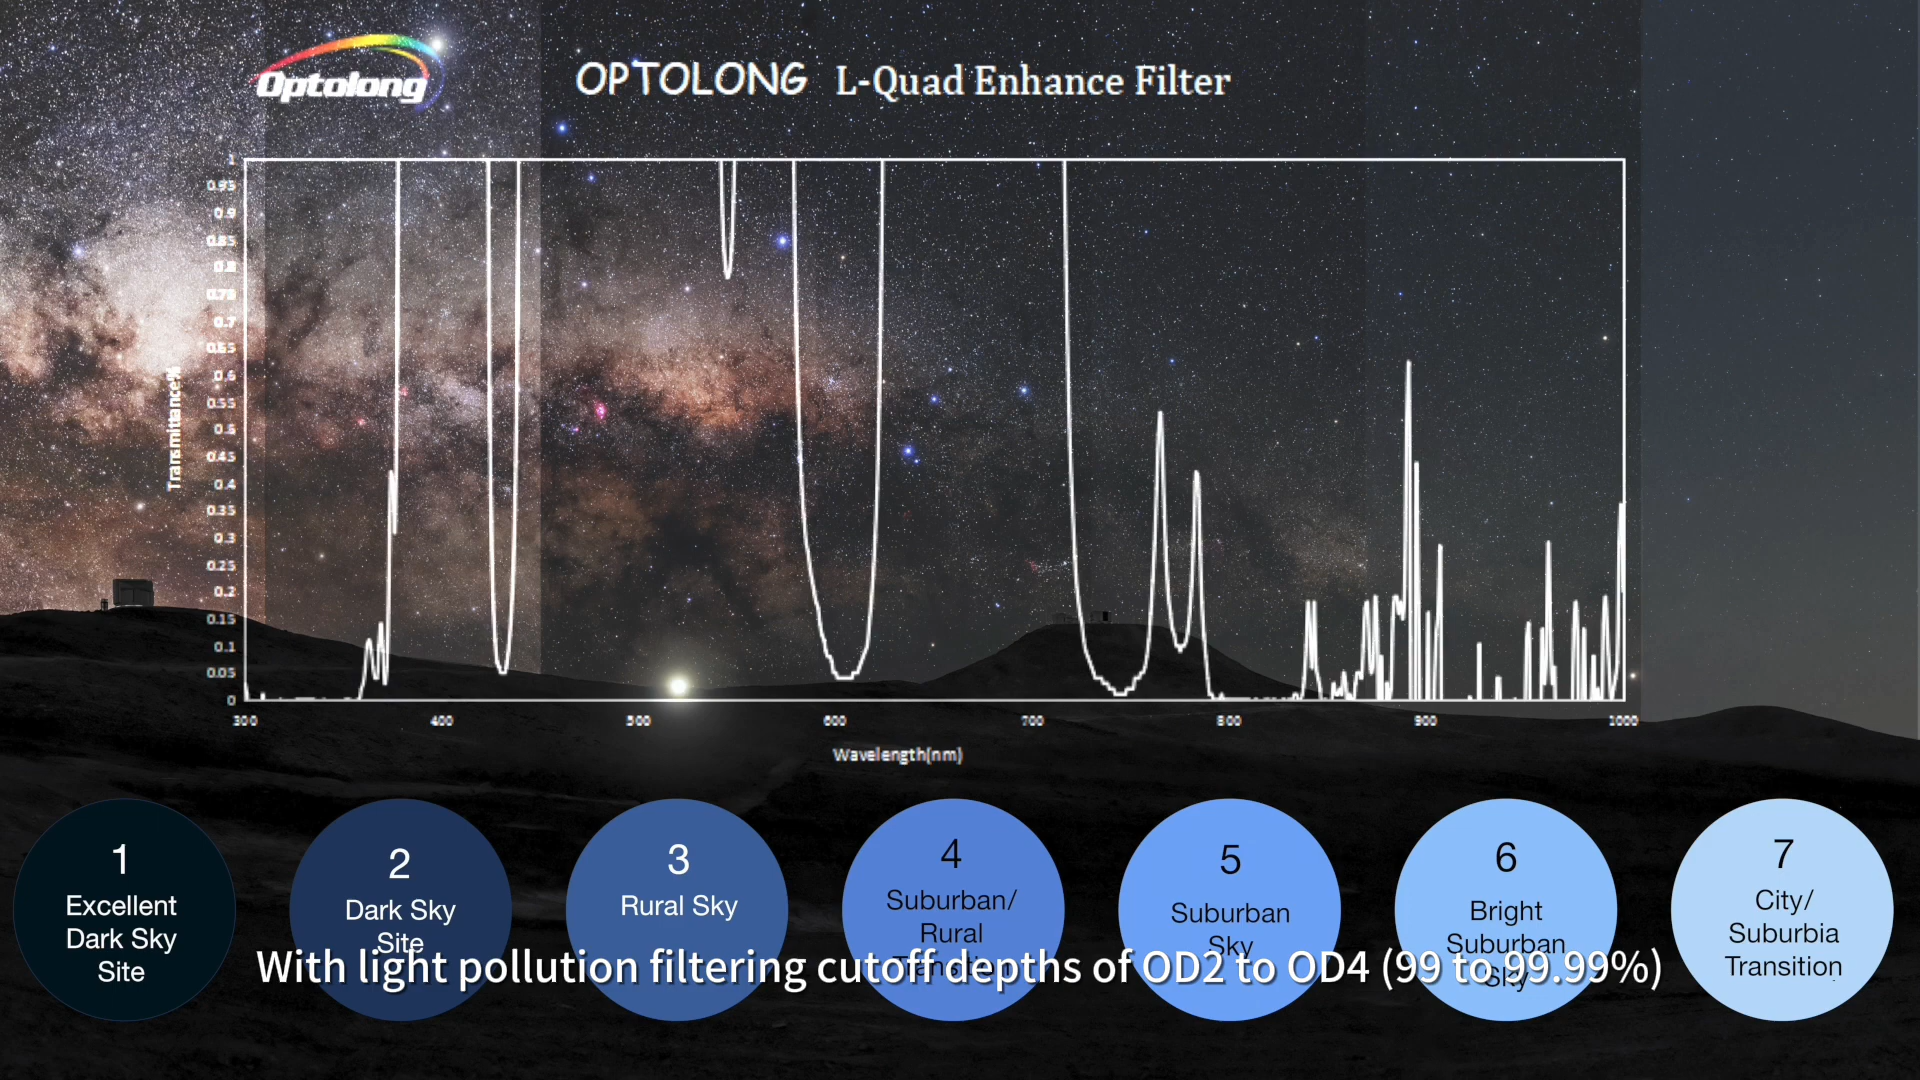 Optolong
OPTOLONG L-Quad Enhance Filter
1
0.95
0.9
0.85
0.8
0.75
0.7
0.65
0.6
0.55
0.5
0.45
0.4
0.35
0.3
0.25
0.2
0.15
0.1
0.05
0
Transmittance%
300 400 500 600 700 800 900 1000
Wavelength(nm)
1
Excellent
Dark Sky
Site
2
Dark Sky
Site
3
Rural Sky
4
Suburban/
Rural
Transition
5
Suburban
Sky
6
Bright
Suburban
Sky
7
City/
Suburbia
Transition
With light pollution filtering cutoff depths of OD2 to OD4 (99 to 99.99%)